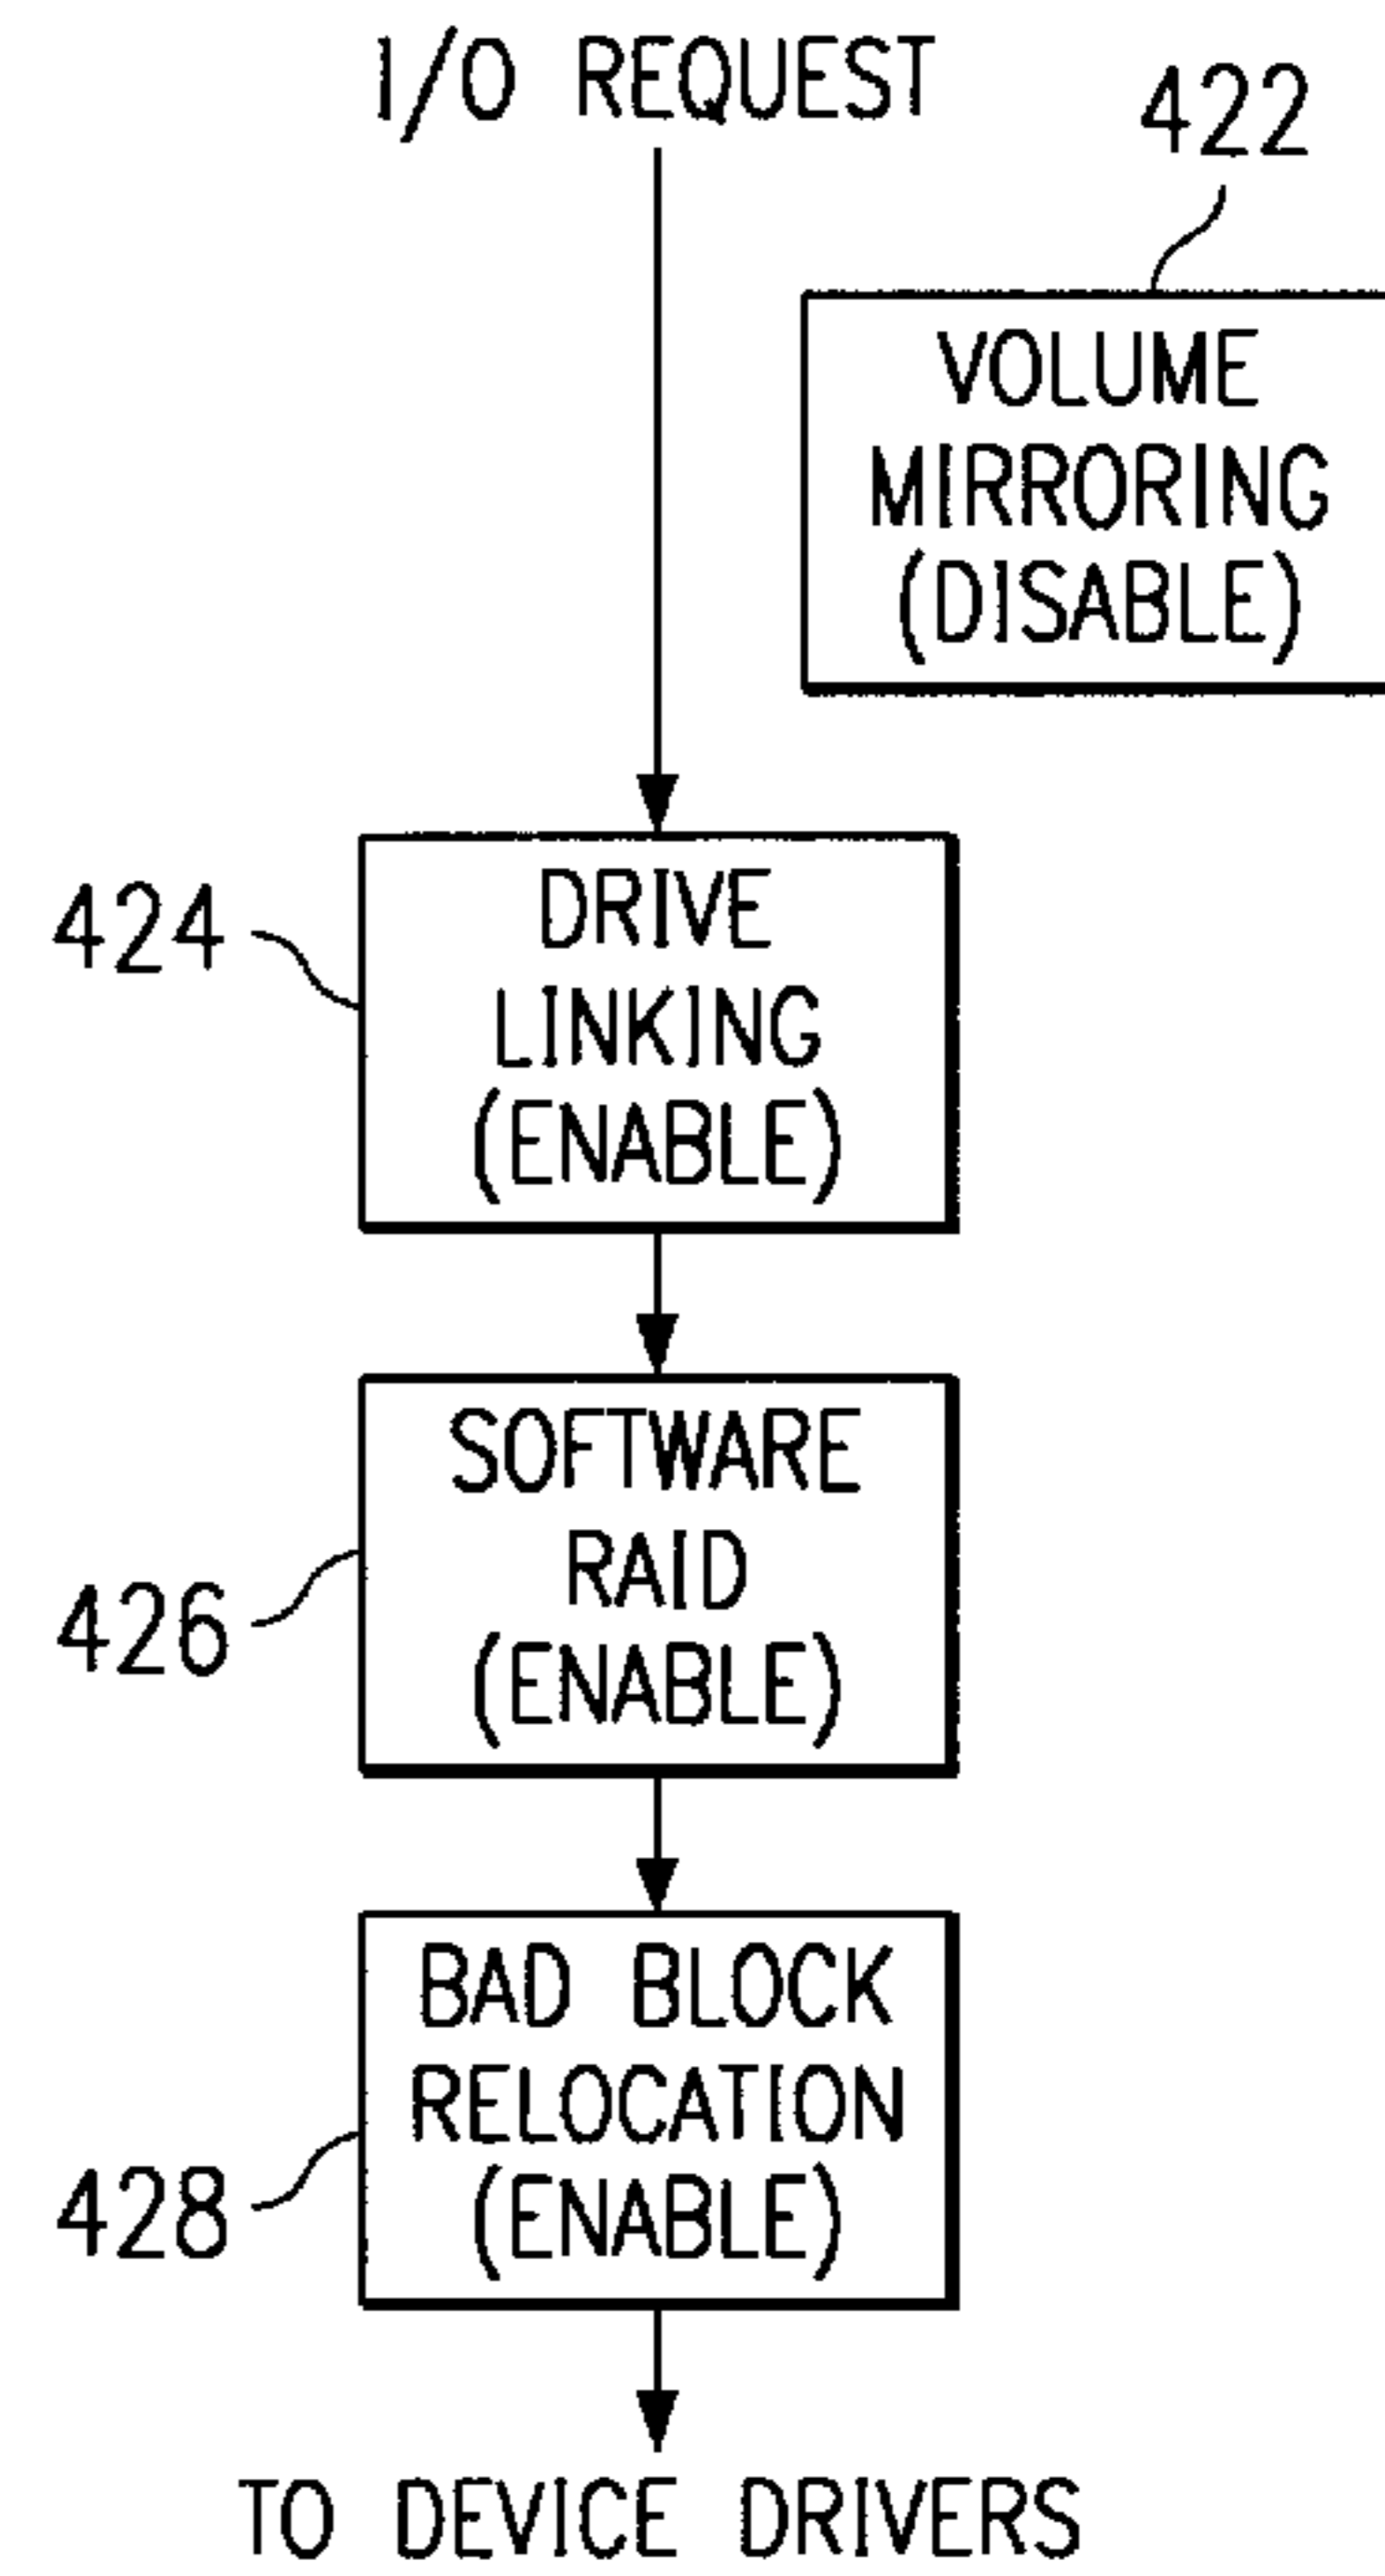 I/O REQUEST
422
VOLUME
MIRRORING
(DISABLE)
424
DRIVE
LINKING
(ENABLE)
SOFTWARE
RAID
426
(ENABLE)
BAD BLOCK
RELOCATION
428
(ENABLE)
TO DEVICE DRIVERS